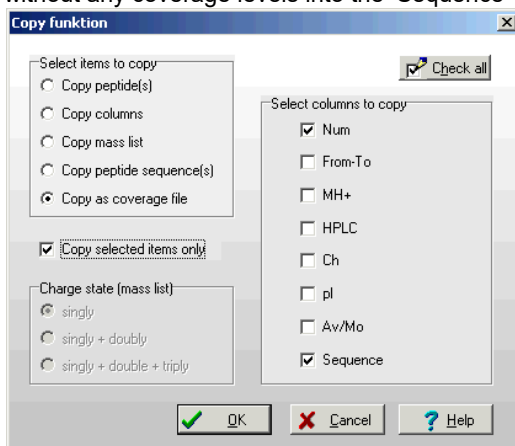 without any coverage levels into the "Sequence"
Copy funktion
Select items to copy
Copy peptide(s)
Copy columns
Copy mass list
Copy peptide sequence(s)
Copy as coverage file
Copy selected items only
Charge state (mass list)
singly
singly + doubly
singly + double + triply
Check all
Select columns to copy
Num
From-To
MH+
HPLC
Ch
pI
Av/Mo
Sequence
OK
Cancel
Help